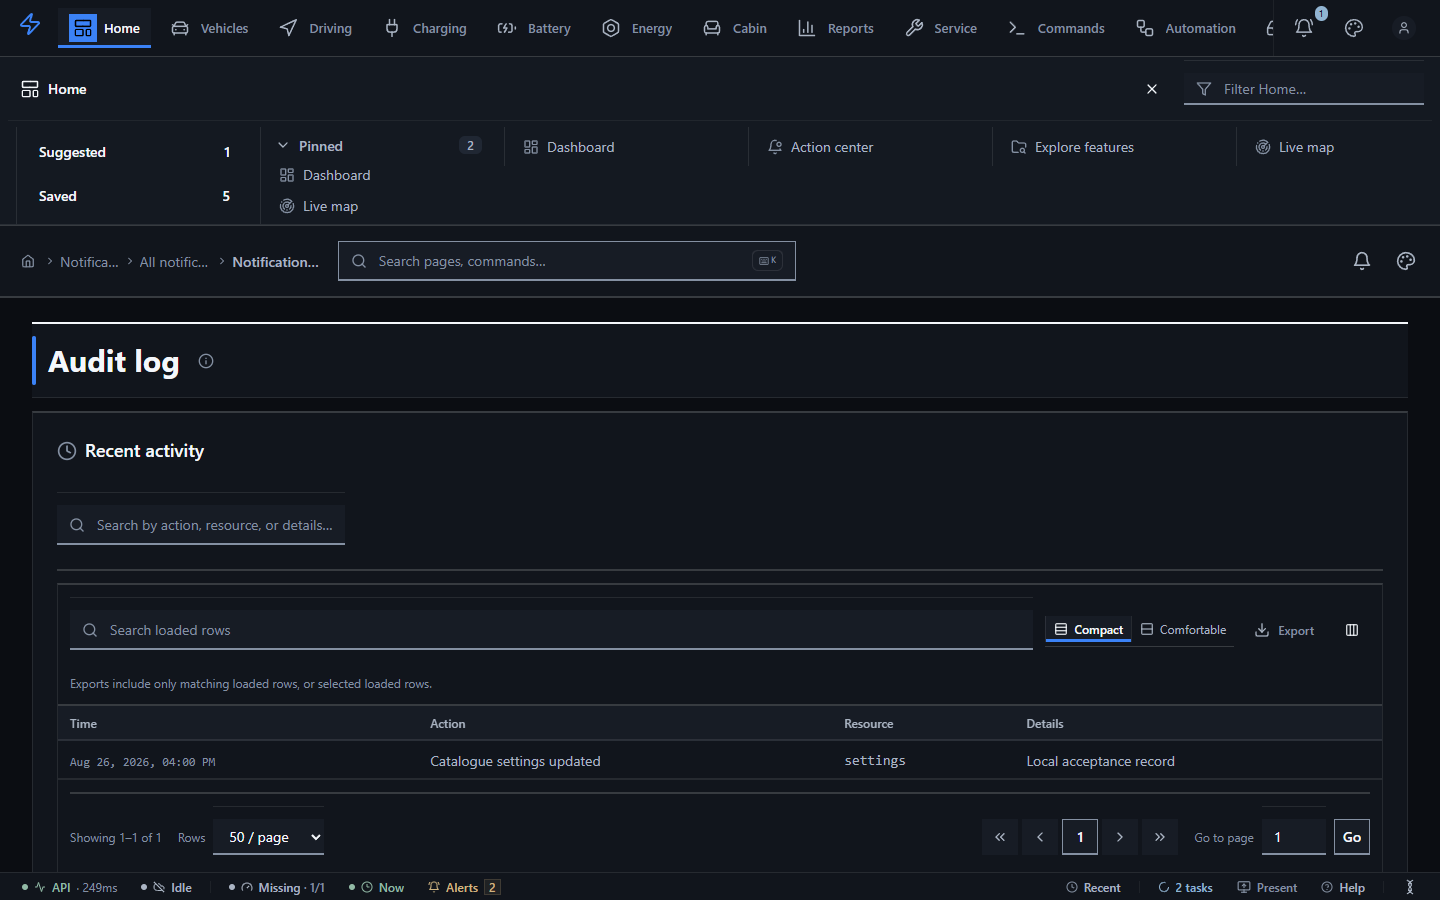 Home
Vehicles
Driving
Charging
Battery
Energy
Cabin
Reports
Service
Commands
Automation
1
Home
Filter Home...
Suggested 1
Saved 5
Pinned 2
Dashboard
Live map
Dashboard
Action center
Explore features
Live map
Notifica... All notific... Notification...
Search pages, commands... K
Audit log
Recent activity
Search by action, resource, or details...
Search loaded rows
Compact
Comfortable
Export
Exports include only matching loaded rows, or selected loaded rows.
Time Action Resource Details
Aug 26, 2026, 04:00 PM Catalogue settings updated settings Local acceptance record
Showing 1–1 of 1 Rows 50 / page
1
Go to page 1 Go
API · 249ms Idle Missing · 1/1 Now Alerts 2
Recent 2 tasks Present Help